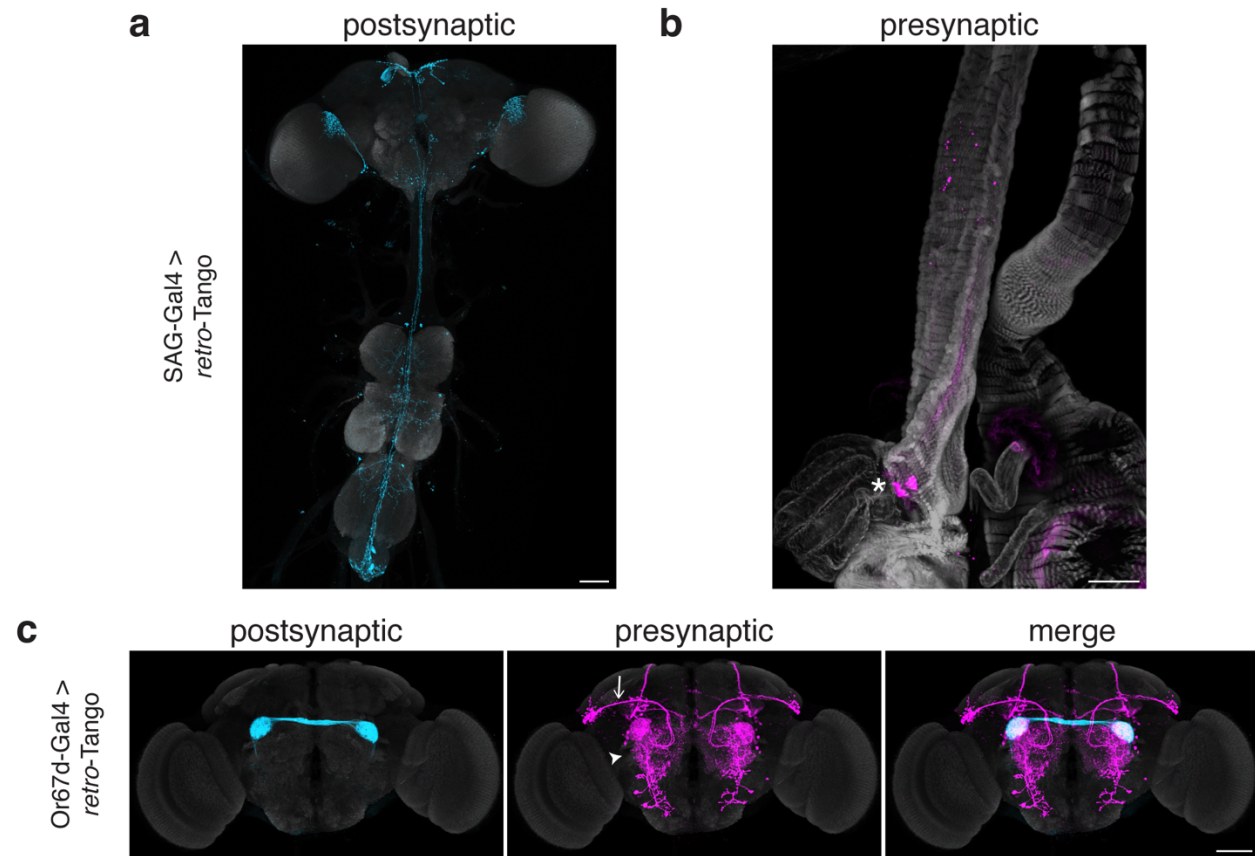 a
postsynaptic
b
presynaptic
SAG-Gal4 >
retro-Tango
*
c
postsynaptic
presynaptic
merge
Or67d-Gal4 >
retro-Tango